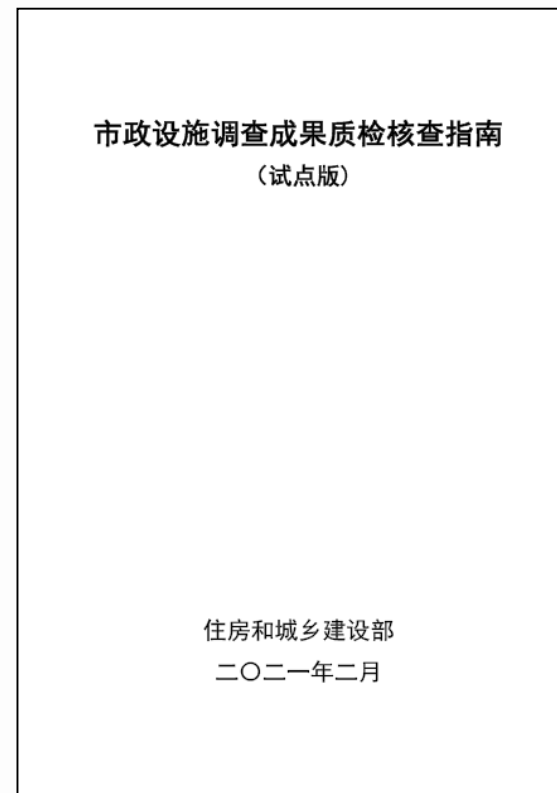 市政设施调查成果质检核查指南
（试点版）
住房和城乡建设部
二〇二一年二月